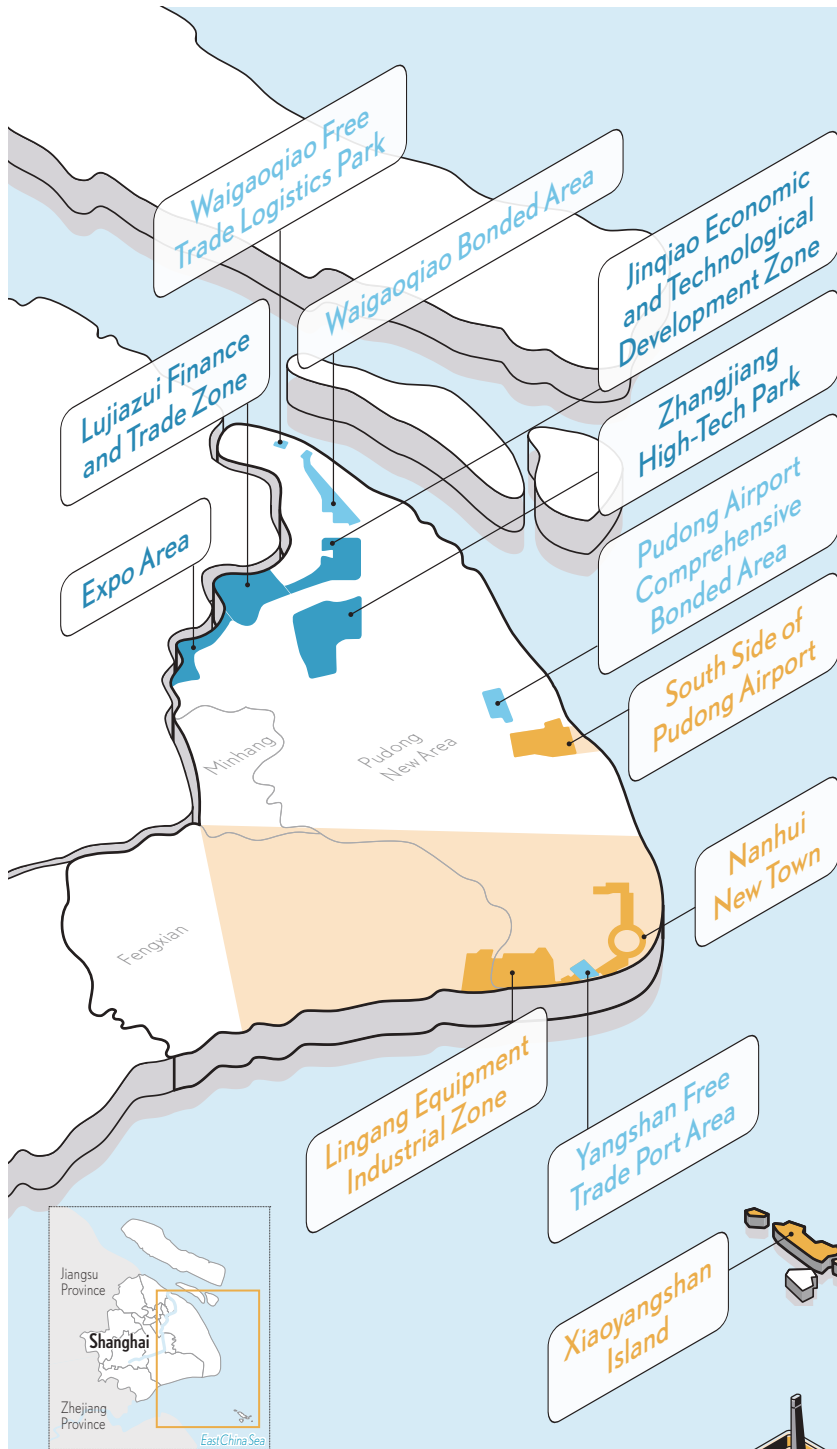 Waigaoqiao Free
Trade Logistics Park
Waigaoqiao Bonded Area
Jinqiao Economic
and Technological
Development Zone
Lujiazui Finance
and Trade Zone
Zhangjiang
High-Tech Park
Expo Area
Pudong Airport
Comprehensive
Bonded Area
South Side of
Pudong Airport
Minhang
Pudong
New Area
Nanhui
New Town
Fengxian
Lingang Equipment
Industrial Zone
Yangshan Free
Trade Port Area
Xiaoyangshan
Island
Jiangsu
Province
Shanghai
Zhejiang
Province
East China Sea